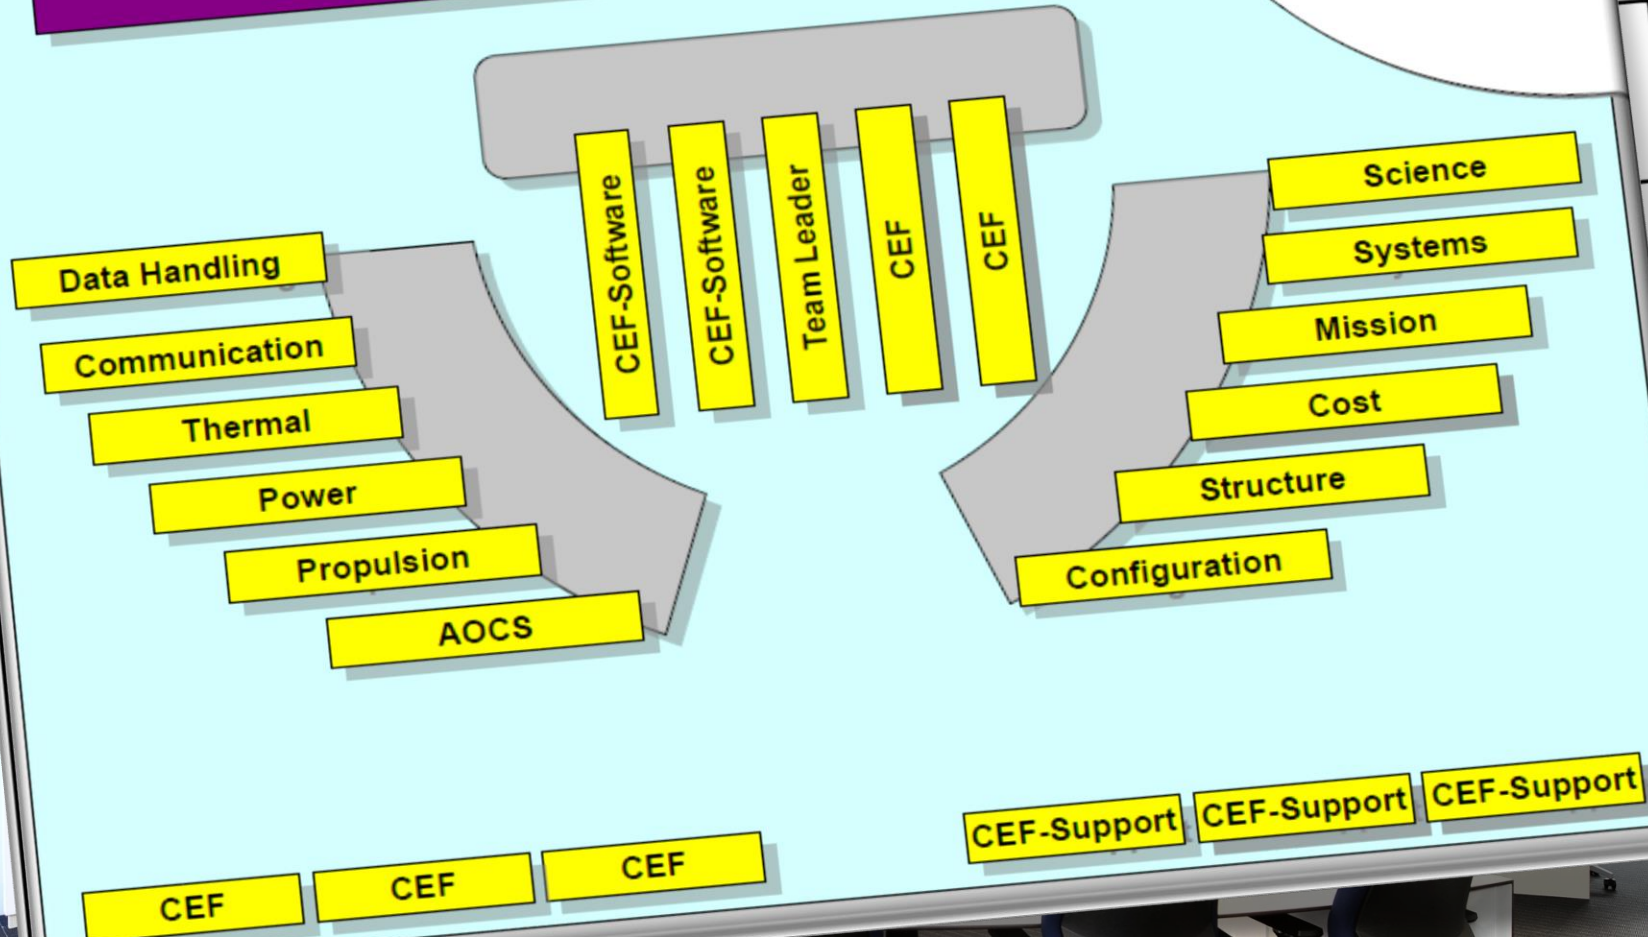 CEF-Software
CEF-Software
Team Leader
CEF
CEF
Data Handling
Communication
Thermal
Power
Propulsion
AOCS
Science
Systems
Mission
Cost
Structure
Configuration
CEF
CEF
CEF
CEF-Support
CEF-Support
CEF-Support